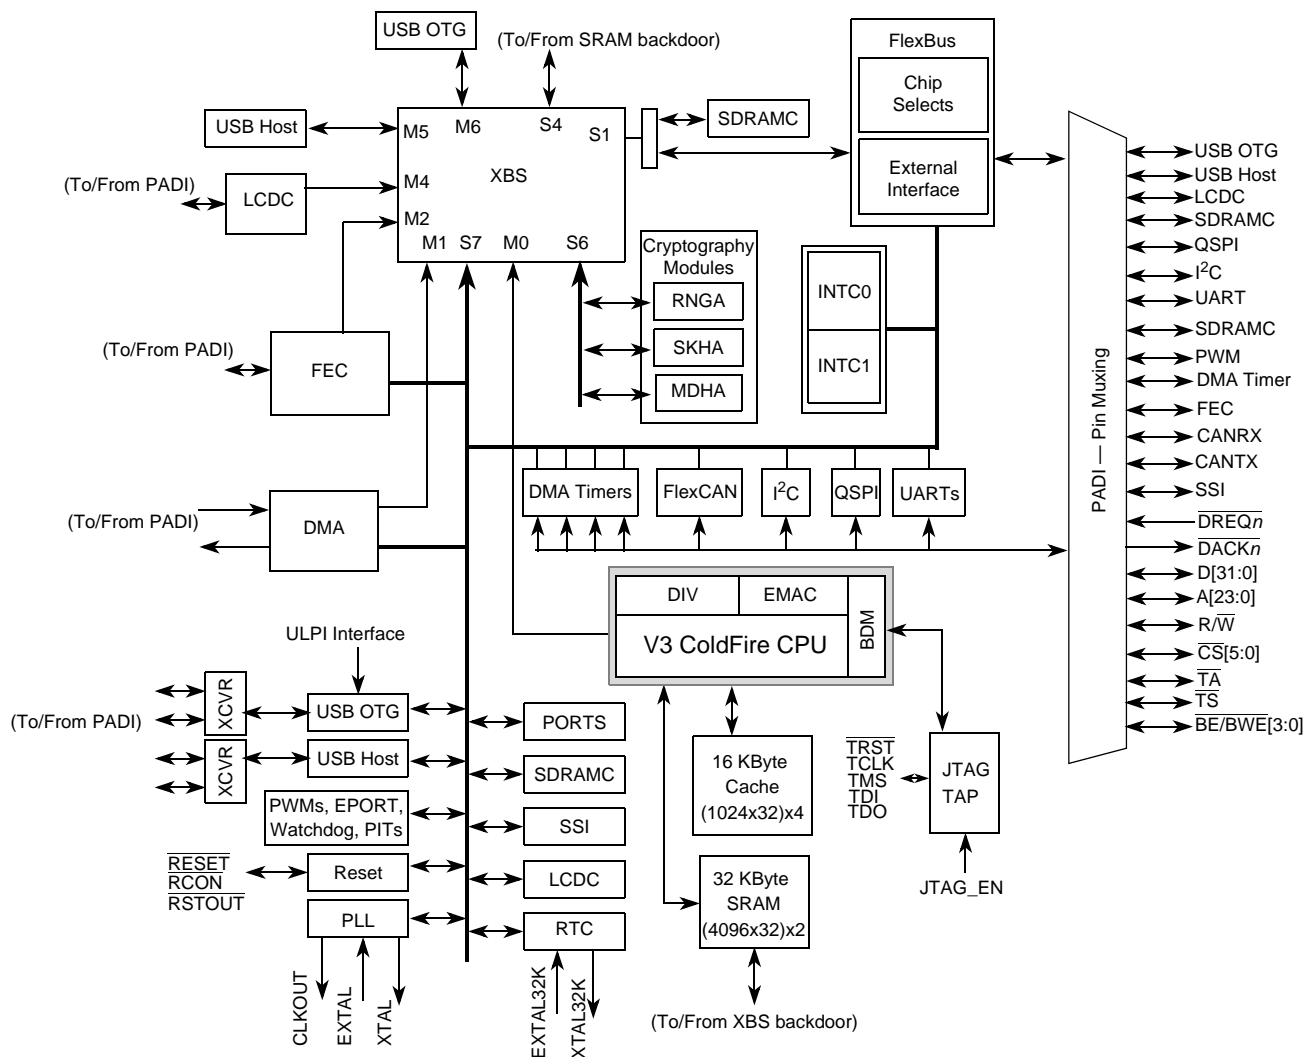 USB OTG
(To/From SRAM backdoor)
FlexBus
Chip
Selects
External
Interface
USB Host
M5
M6
S4
S1
SDRAMC
XBS
(To/From PADI)
LCDC
M4
M2
M1
S7
M0
S6
Cryptography
Modules
RNGA
SKHA
MDHA
INTC0
INTC1
(To/From PADI)
FEC
DMA Timers
FlexCAN
I²C
QSPI
UARTs
(To/From PADI)
DMA
DIV
EMAC
BDM
V3 ColdFire CPU
ULPI Interface
XCVR
USB OTG
(To/From PADI)
XCVR
USB Host
PWMs, EPORT,
Watchdog, PITs
RESET
RCON
RSTOUT
Reset
PLL
CLKOUT
EXTAL
XTAL
PORTS
SDRAMC
SSI
LCDC
RTC
EXTAL32K
XTAL32K
16 KByte
Cache
(1024x32)x4
32 KByte
SRAM
(4096x32)x2
(To/From XBS backdoor)
TRST
TCLK
TMS
TDI
TDO
JTAG
TAP
JTAG_EN
PADI — Pin Muxing
USB OTG
USB Host
LCDC
SDRAMC
QSPI
I²C
UART
SDRAMC
PWM
DMA Timer
FEC
CANRX
CANTX
SSI
DREQn
DACKn
D[31:0]
A[23:0]
R/W
CS[5:0]
TA
TS
BE/BWE[3:0]